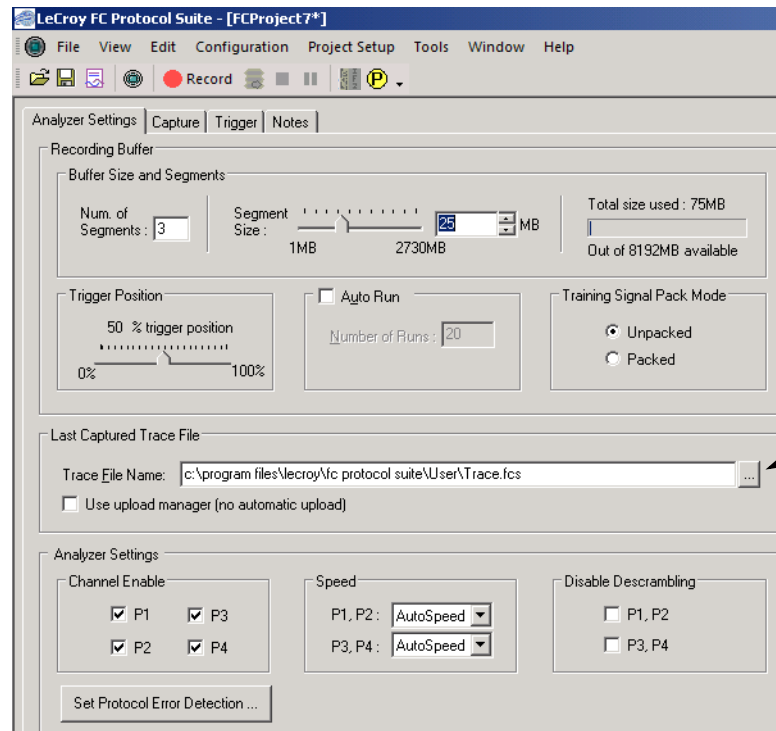 LeCroy FC Protocol Suite - [FCProject7*]
File View Edit Configuration Project Setup Tools Window Help
Record
Analyzer Settings Capture Trigger Notes
Recording Buffer
Buffer Size and Segments
Num. of Segments : 3
Segment Size :
1MB 2730MB
25 MB
Total size used : 75MB
Out of 8192MB available
Trigger Position
50 % trigger position
0% 100%
Auto Run
Number of Runs : 20
Training Signal Pack Mode
Unpacked
Packed
Last Captured Trace File
Trace File Name: c:\program files\lecroy\fc protocol suite\User\Trace.fcs ...
Use upload manager (no automatic upload)
Analyzer Settings
Channel Enable
P1 P3
P2 P4
Speed
P1, P2 : AutoSpeed
P3, P4 : AutoSpeed
Disable Descrambling
P1, P2
P3, P4
Set Protocol Error Detection ...